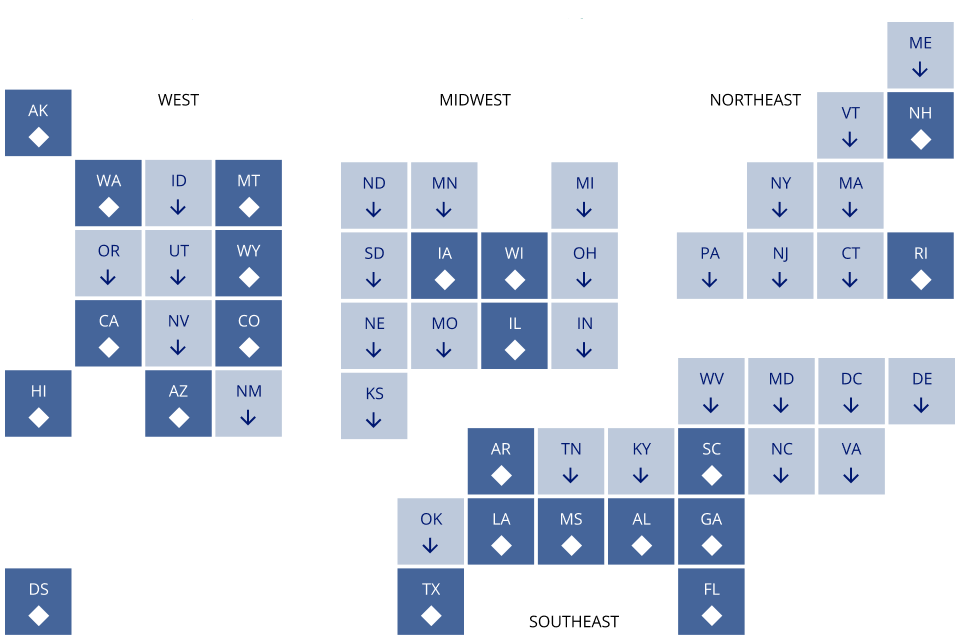 ME
AK
WEST
MIDWEST
NORTHEAST
VT
NH
WA
ID
MT
ND
MN
MI
NY
MA
OR
UT
WY
SD
IA
WI
OH
PA
NJ
CT
RI
CA
NV
CO
NE
MO
IL
IN
HI
AZ
NM
KS
WV
MD
DC
DE
AR
TN
KY
SC
NC
VA
OK
LA
MS
AL
GA
DS
TX
FL
SOUTHEAST